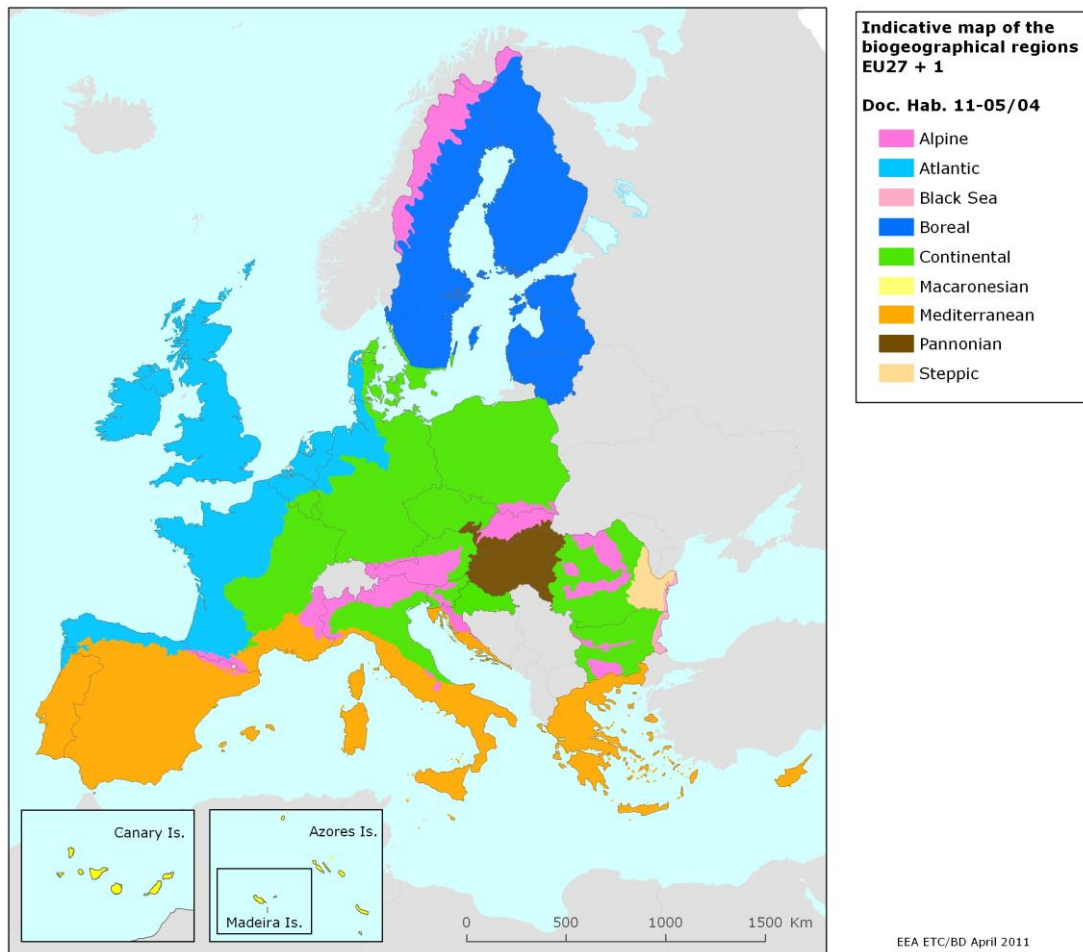 Indicative map of the
biogeographical regions
EU27 + 1
Doc. Hab. 11-05/04
Alpine
Atlantic
Black Sea
Boreal
Continental
Macaronesian
Mediterranean
Pannonian
Steppic
Canary Is.
Azores Is.
Madeira Is.
0 500 1000 1500 Km
EEA ETC/BD April 2011